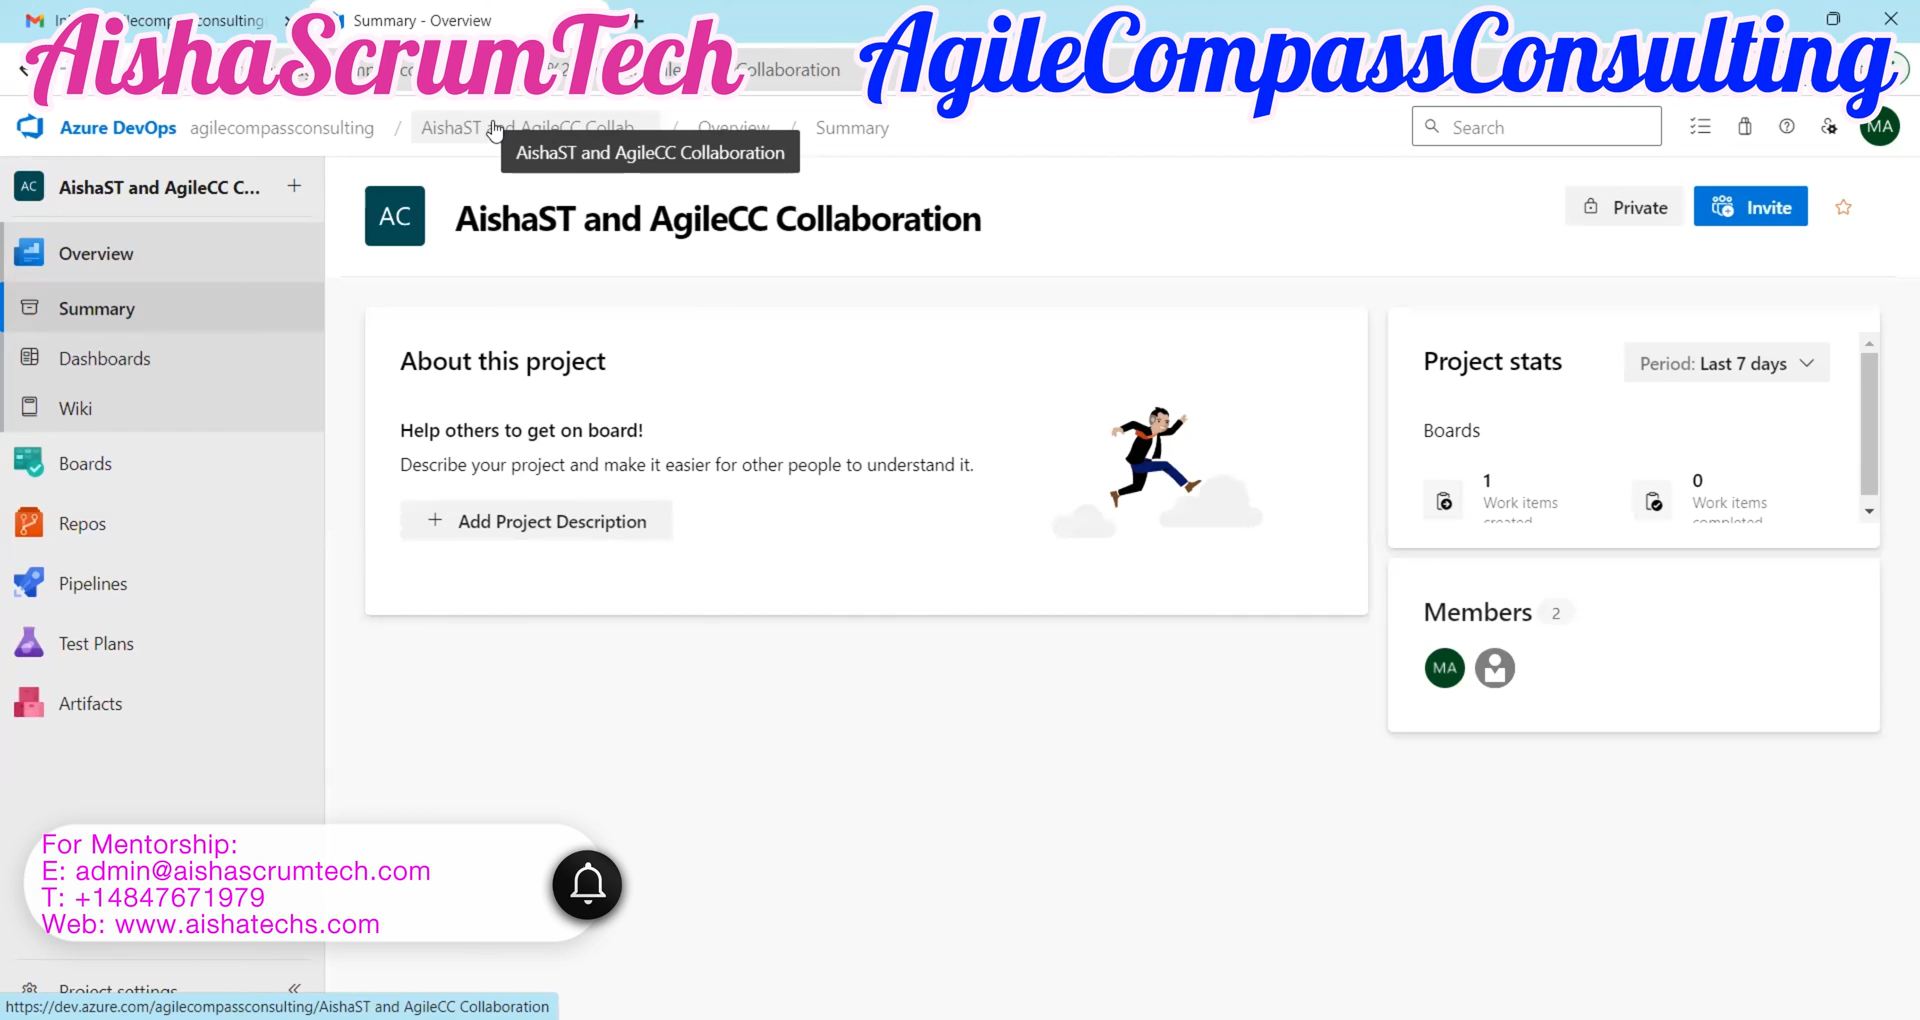 Summary - Overview
AishaScrumTech
AgileCompassConsulting
Collaboration
Azure DevOps agilecompassconsulting / AishaST and AgileCC Collab / Overview / Summary
Search
MA
AishaST and AgileCC Collaboration
AC AishaST and AgileCC C... +
AC AishaST and AgileCC Collaboration
Private
Invite
Overview
Summary
Dashboards
Wiki
Boards
Repos
Pipelines
Test Plans
Artifacts
About this project
Help others to get on board!
Describe your project and make it easier for other people to understand it.
+ Add Project Description
Project stats
Period: Last 7 days
Boards
1
Work items
created
0
Work items
completed
Members 2
MA
For Mentorship:
E: admin@aishascrumtech.com
T: +14847671979
Web: www.aishatechs.com
Project settings
https://dev.azure.com/agilecompassconsulting/AishaST and AgileCC Collaboration